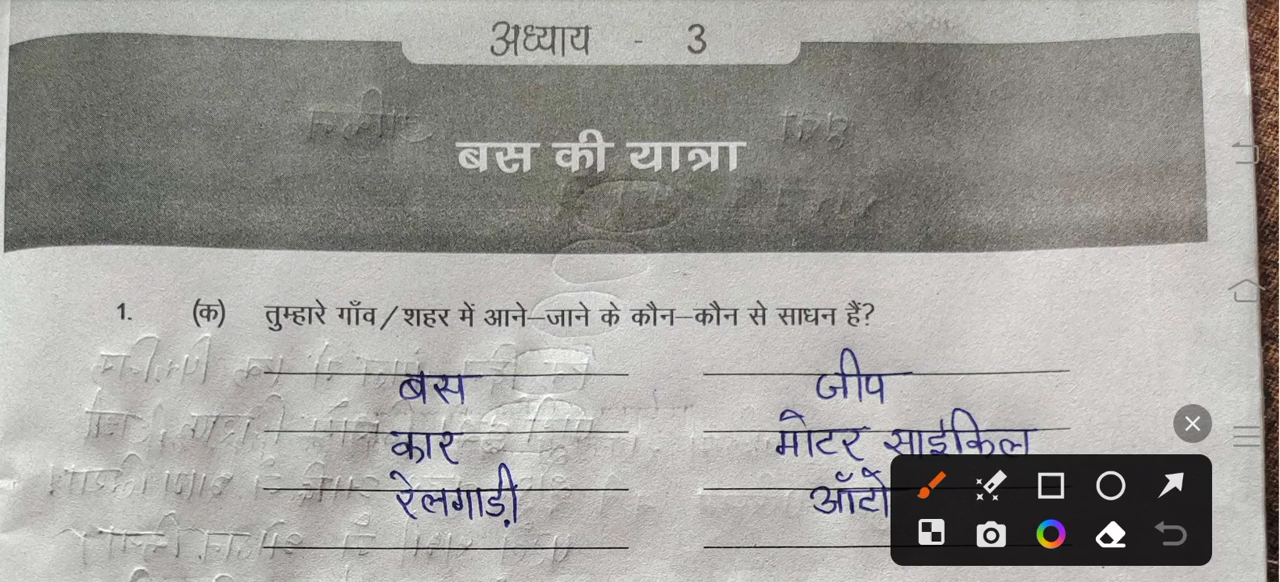 अध्याय - 3
बस की यात्रा
1. (क) तुम्हारे गाँव/शहर में आने-जाने के कौन-कौन से साधन हैं?
बस जीप
कार मोटर साईकिल
रेलगाड़ी ऑटो